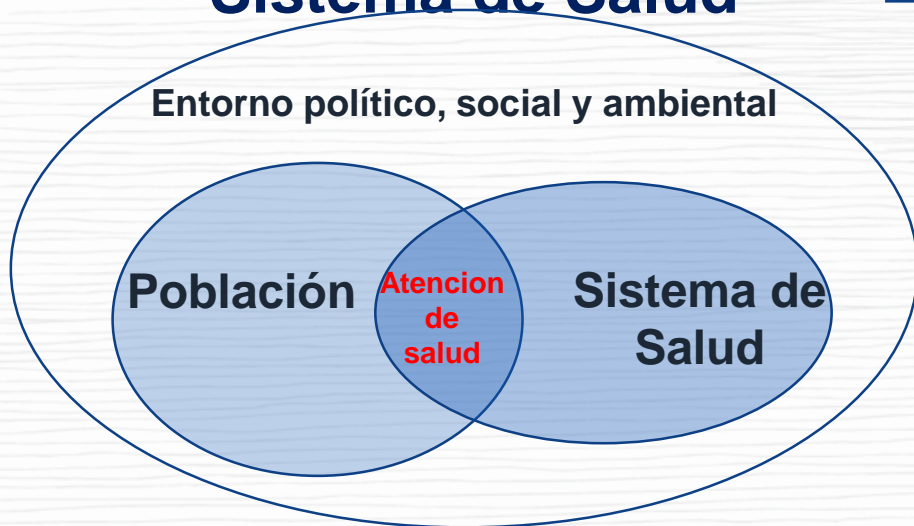 Sistema de Salud
Entorno político, social y ambiental
Población
Atencion
de
salud
Sistema de
Salud